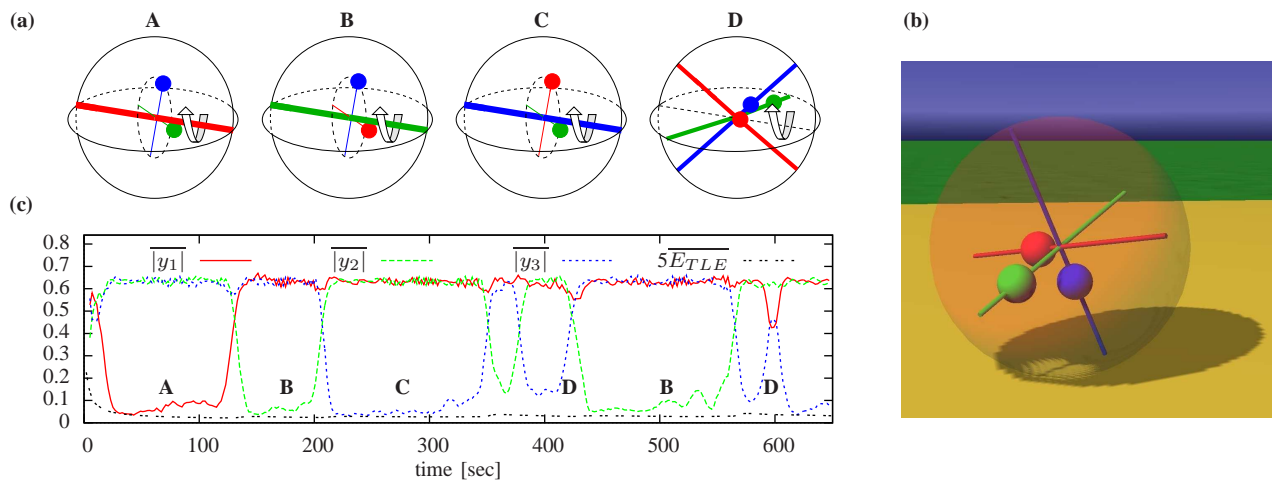 (a) A B C D
(b)
(c)
|y₁| |y₂| |y₃| 5E_TLE
0.8
0.7
0.6
0.5
0.4
0.3
0.2
0.1
0
A B C D B D
0 100 200 300 400 500 600
time [sec]